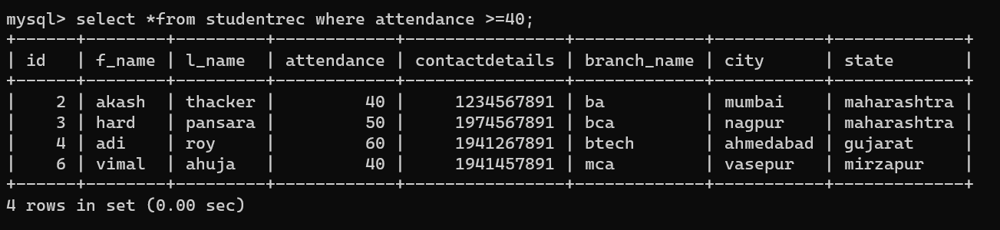 mysql> select *from studentrec where attendance >=40;
+------+--------+---------+------------+----------------+-------------+-----------+-------------+
| id   | f_name | l_name  | attendance | contactdetails | branch_name | city      | state       |
+------+--------+---------+------------+----------------+-------------+-----------+-------------+
|    2 | akash  | thacker |         40 |     1234567891 | ba          | mumbai    | maharashtra |
|    3 | hard   | pansara |         50 |     1974567891 | bca         | nagpur    | maharashtra |
|    4 | adi    | roy     |         60 |     1941267891 | btech       | ahmedabad | gujarat     |
|    6 | vimal  | ahuja   |         40 |     1941457891 | mca         | vasepur   | mirzapur    |
+------+--------+---------+------------+----------------+-------------+-----------+-------------+
4 rows in set (0.00 sec)